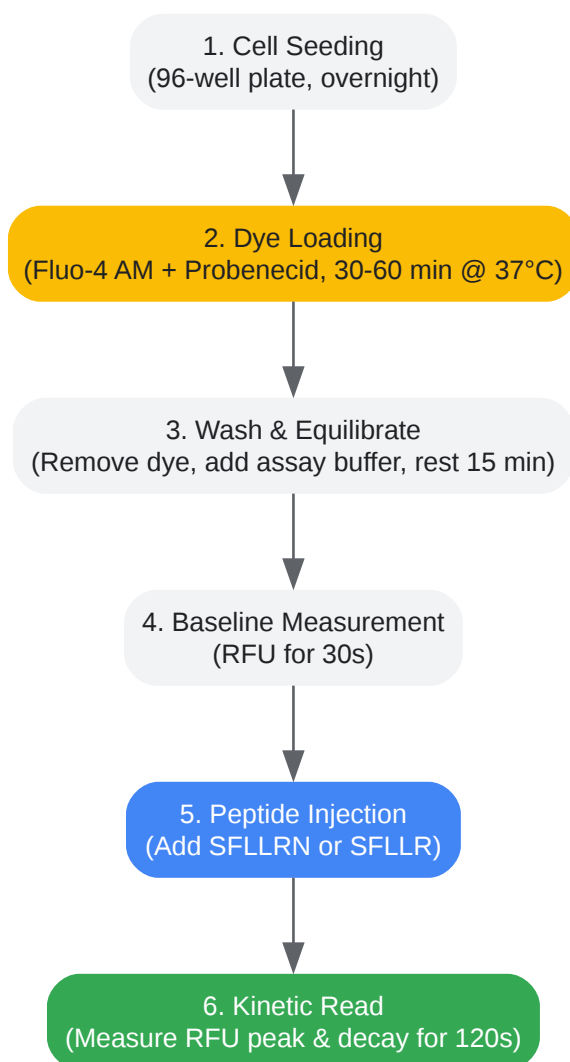 1. Cell Seeding
(96-well plate, overnight)
2. Dye Loading
(Fluo-4 AM + Probenecid, 30-60 min @ 37°C)
3. Wash & Equilibrate
(Remove dye, add assay buffer, rest 15 min)
4. Baseline Measurement
(RFU for 30s)
5. Peptide Injection
(Add SFLLRN or SFLLR)
6. Kinetic Read
(Measure RFU peak & decay for 120s)